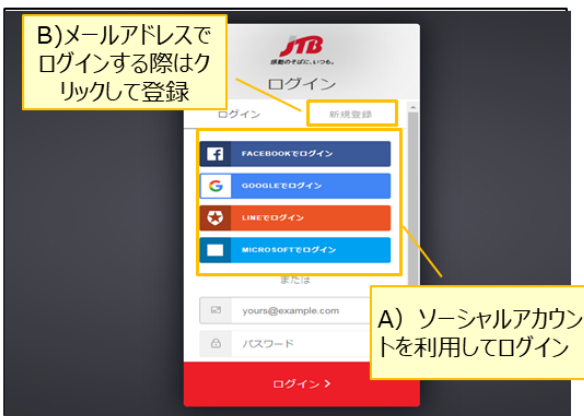 B)メールアドレスで
ログインする際はク
リックして登録
JTB
感動のそばに、いつも。
ログイン
ログイン 新規登録
FACEBOOKでログイン
GOOGLEでログイン
LINEでログイン
MICROSOFTでログイン
または
yours@example.com
A) ソーシャルアカウン
トを利用してログイン
パスワード
ログイン >